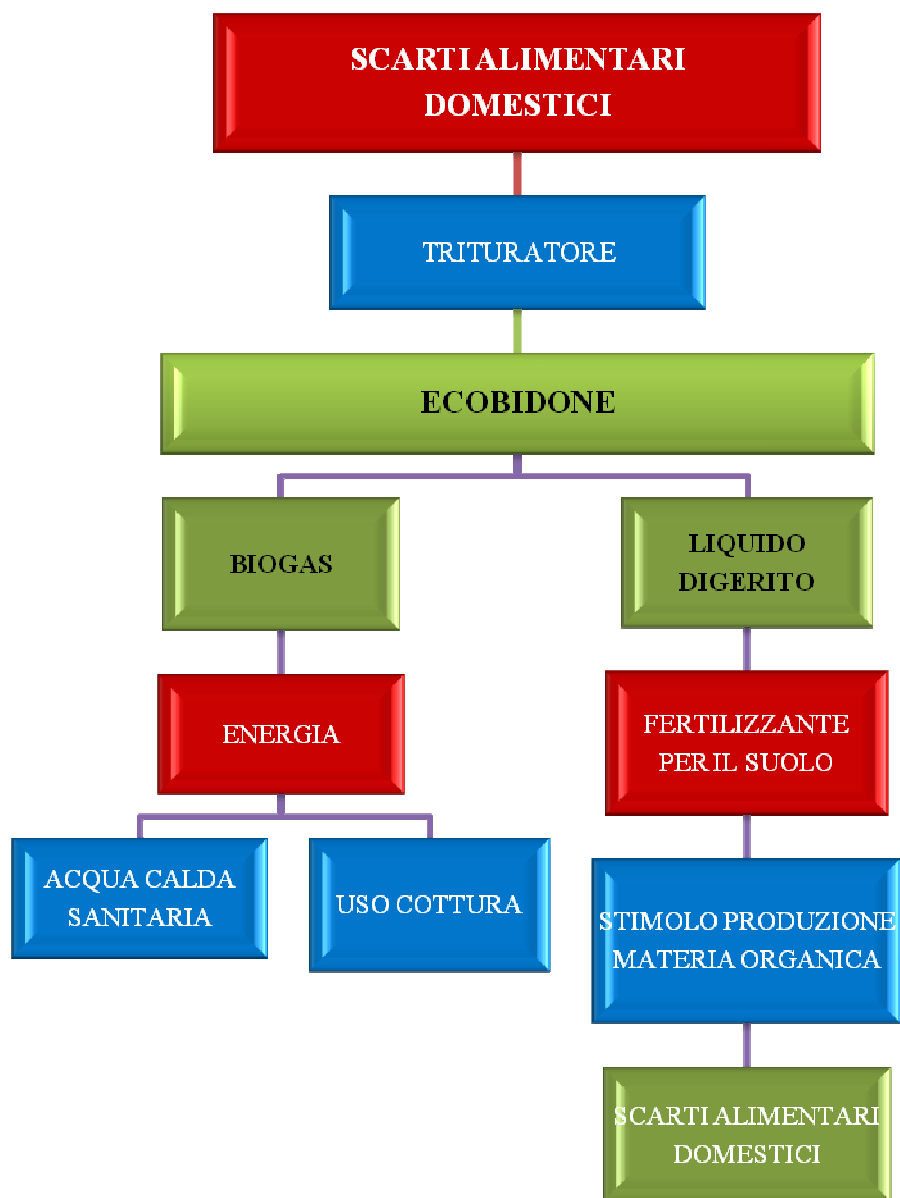 SCARTI ALIMENTARI
DOMESTICI
TRITURATORE
ECOBIDONE
BIOGAS
LIQUIDO
DIGERITO
ENERGIA
FERTILIZZANTE
PER IL SUOLO
ACQUA CALDA
SANITARIA
USO COTTURA
STIMOLO PRODUZIONE
MATERIA ORGANICA
SCARTI ALIMENTARI
DOMESTICI